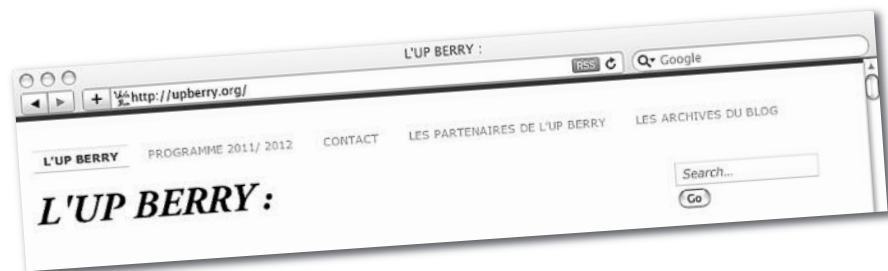 L'UP BERRY :
http://upberry.org/
RSS
Google
L'UP BERRY PROGRAMME 2011/ 2012 CONTACT LES PARTENAIRES DE L'UP BERRY LES ARCHIVES DU BLOG
L'UP BERRY :
Search...
Go